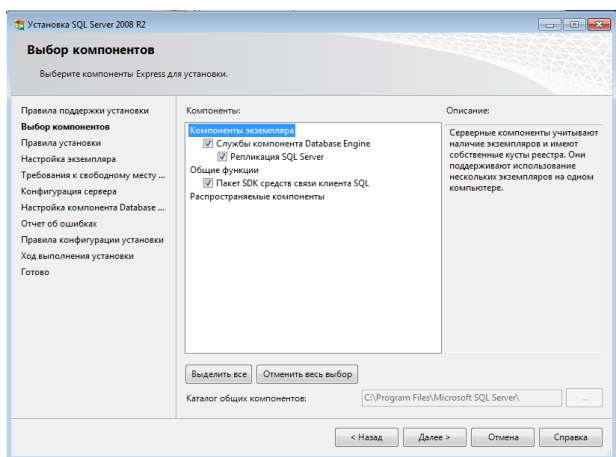 Установка SQL Server 2008 R2
Выбор компонентов
Выберите компоненты Express для установки.
Правила поддержки установки
Выбор компонентов
Правила установки
Настройка экземпляра
Требования к свободному месту ...
Конфигурация сервера
Настройка компонента Database ...
Отчет об ошибках
Правила конфигурации установки
Ход выполнения установки
Готово
Компоненты:
Компоненты экземпляра
Службы компонента Database Engine
Репликация SQL Server
Общие функции
Пакет SDK средств связи клиента SQL
Распространяемые компоненты
Описание:
Серверные компоненты учитывают
наличие экземпляров и имеют
собственные кусты реестра. Они
поддерживают использование
нескольких экземпляров на одном
компьютере.
Выделить все
Отменить весь выбор
Каталог общих компонентов:
C:\Program Files\Microsoft SQL Server\
...
< Назад
Далее >
Отмена
Справка